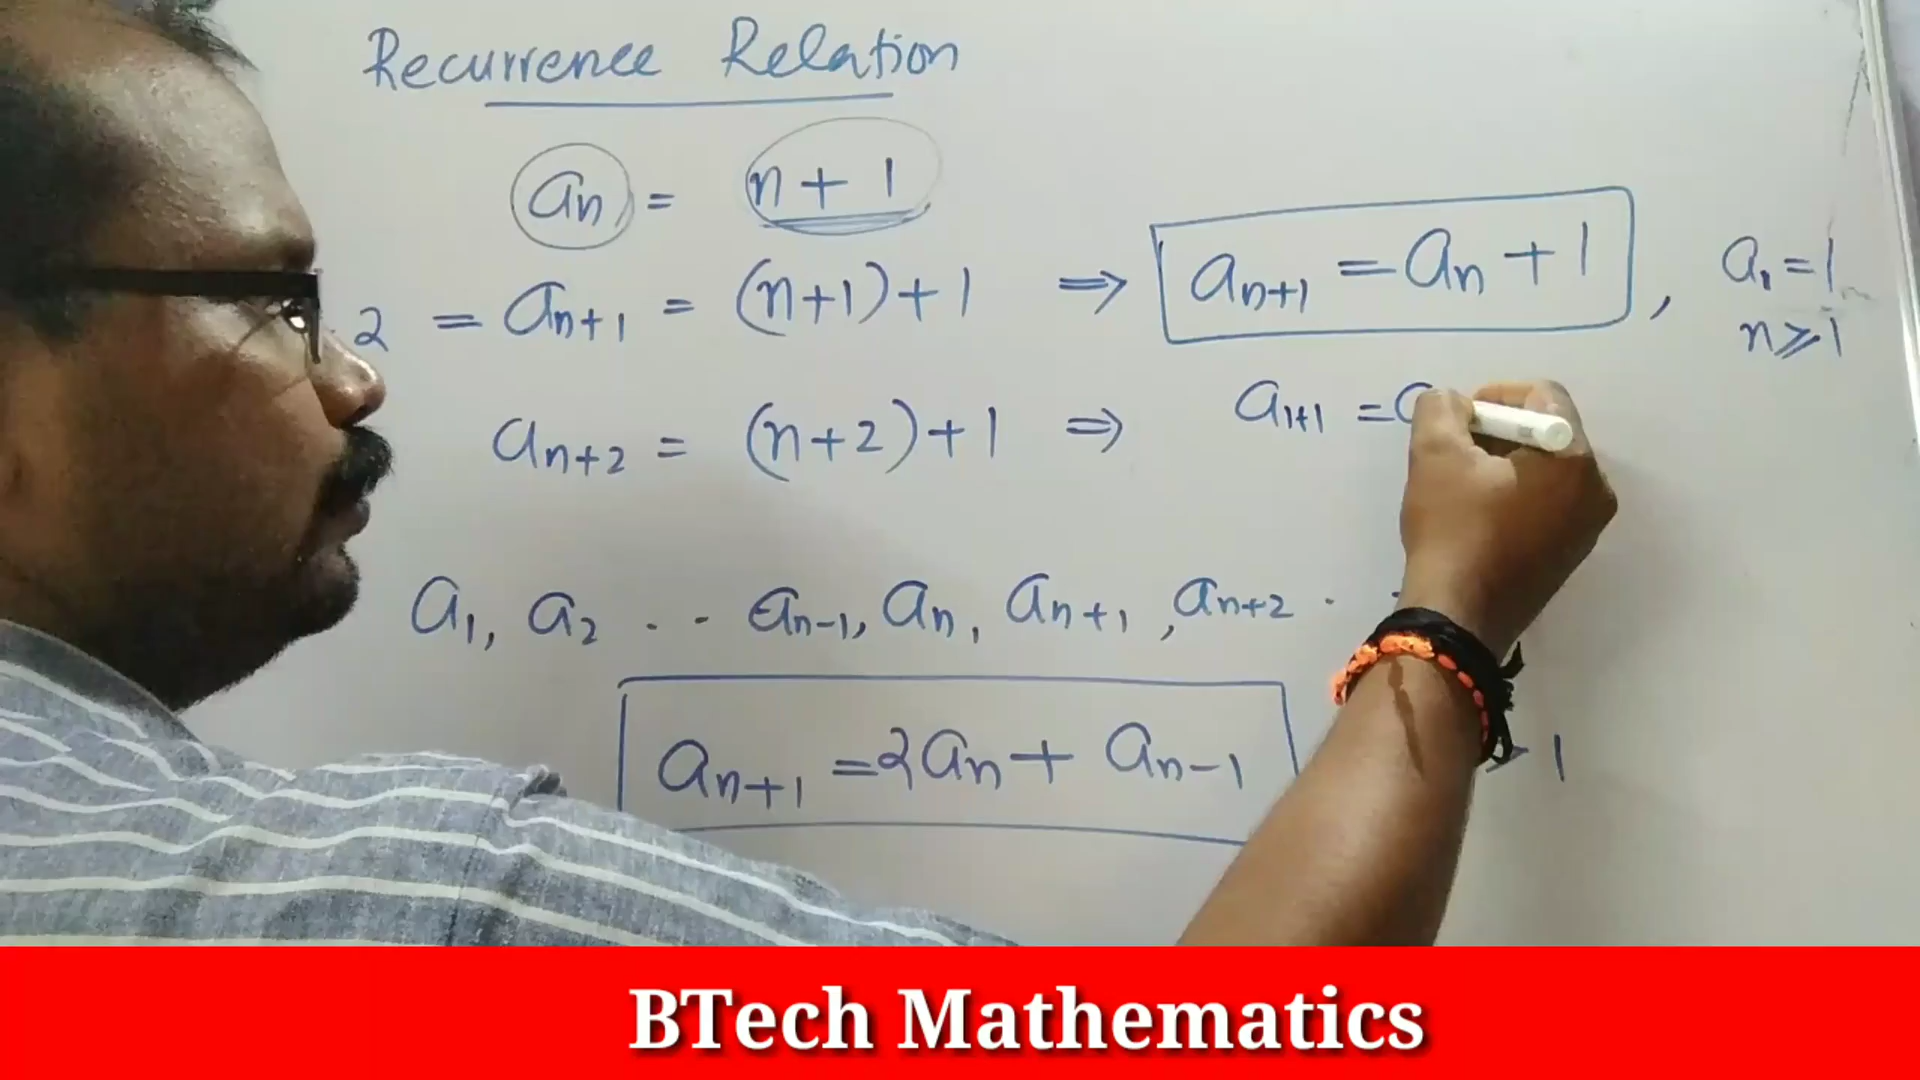 Recurrence Relation
an = n + 1
2 = an+1 = (n+1)+1 ⇒ an+1 = an + 1 , a1 = 1
n ⩾ 1
an+2 = (n+2)+1 ⇒ a1+1 =
a1, a2 . . . an-1, an, an+1, an+2 . .
an+1 = 2an + an-1 > 1
BTech Mathematics